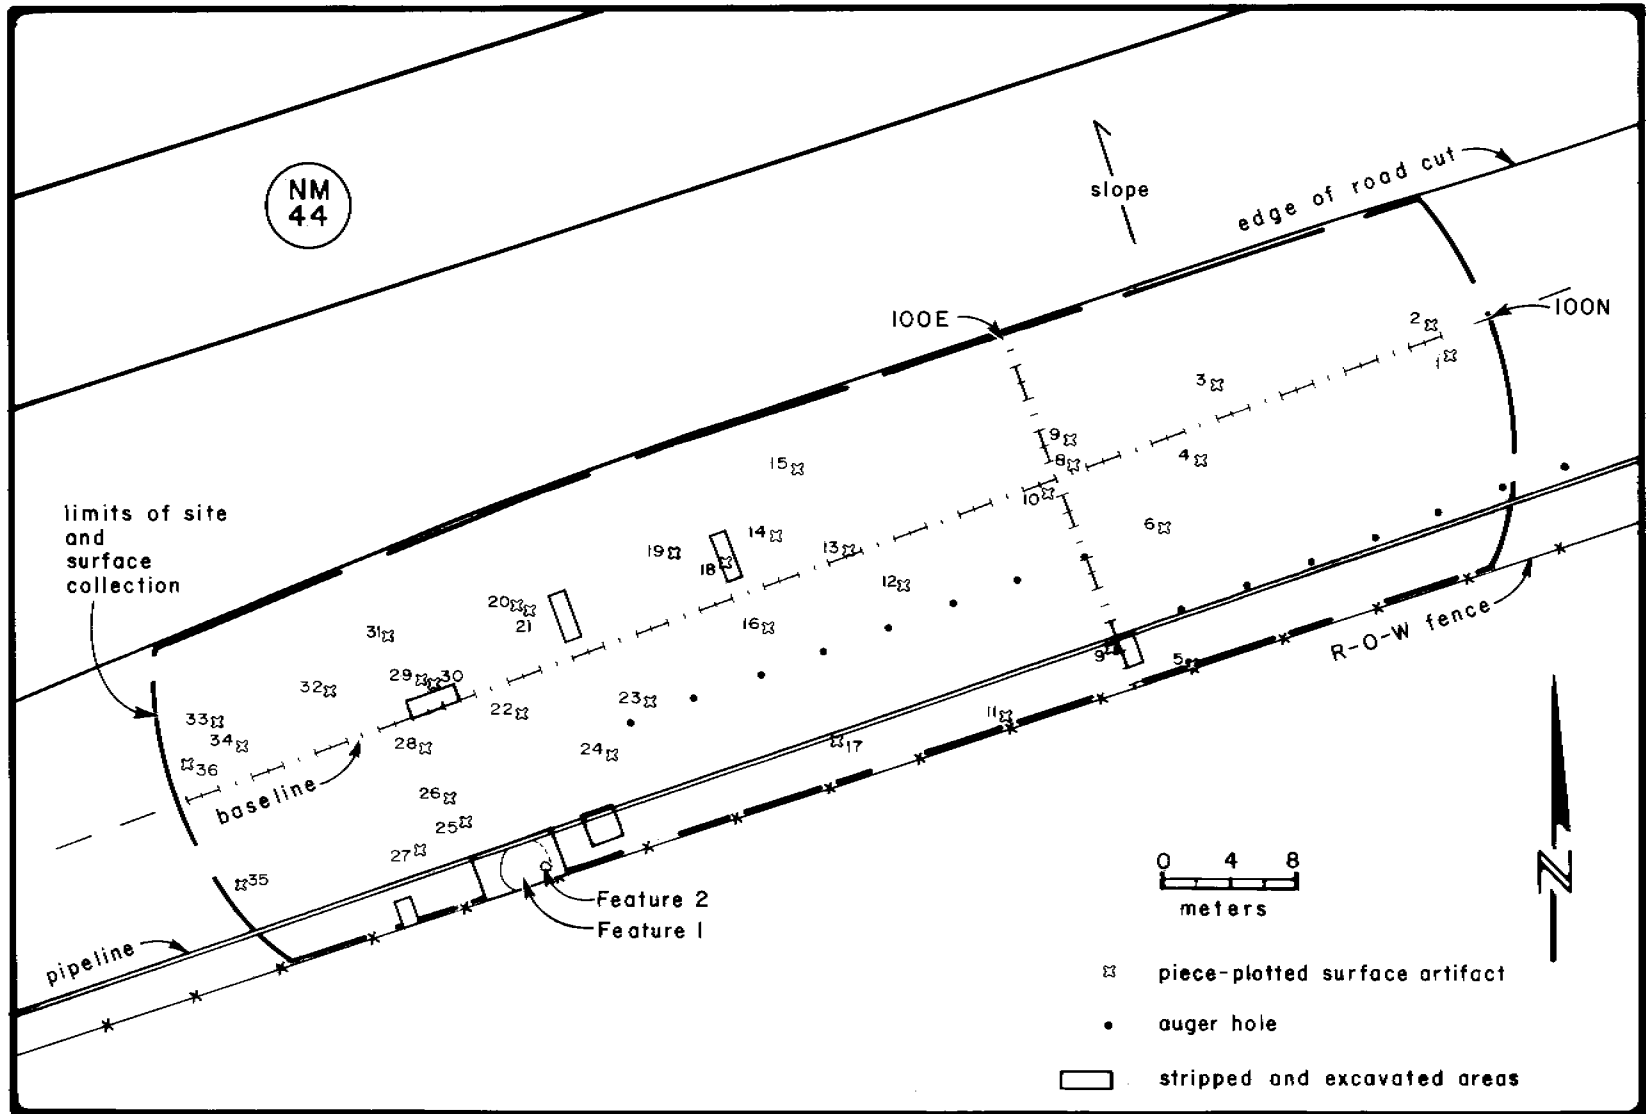 NM
44
slope
edge of road cut
100E
100N
2
1
3
9
8
4
10
15
6
14
19
13
18
12
20
21
16
31
29
30
32
23
22
9
5
33
34
28
24
11
17
36
26
25
27
35
limits of site
and
surface
collection
baseline
R-O-W fence
pipeline
Feature 2
Feature 1
0 4 8
meters
N
piece-plotted surface artifact
auger hole
stripped and excavated areas